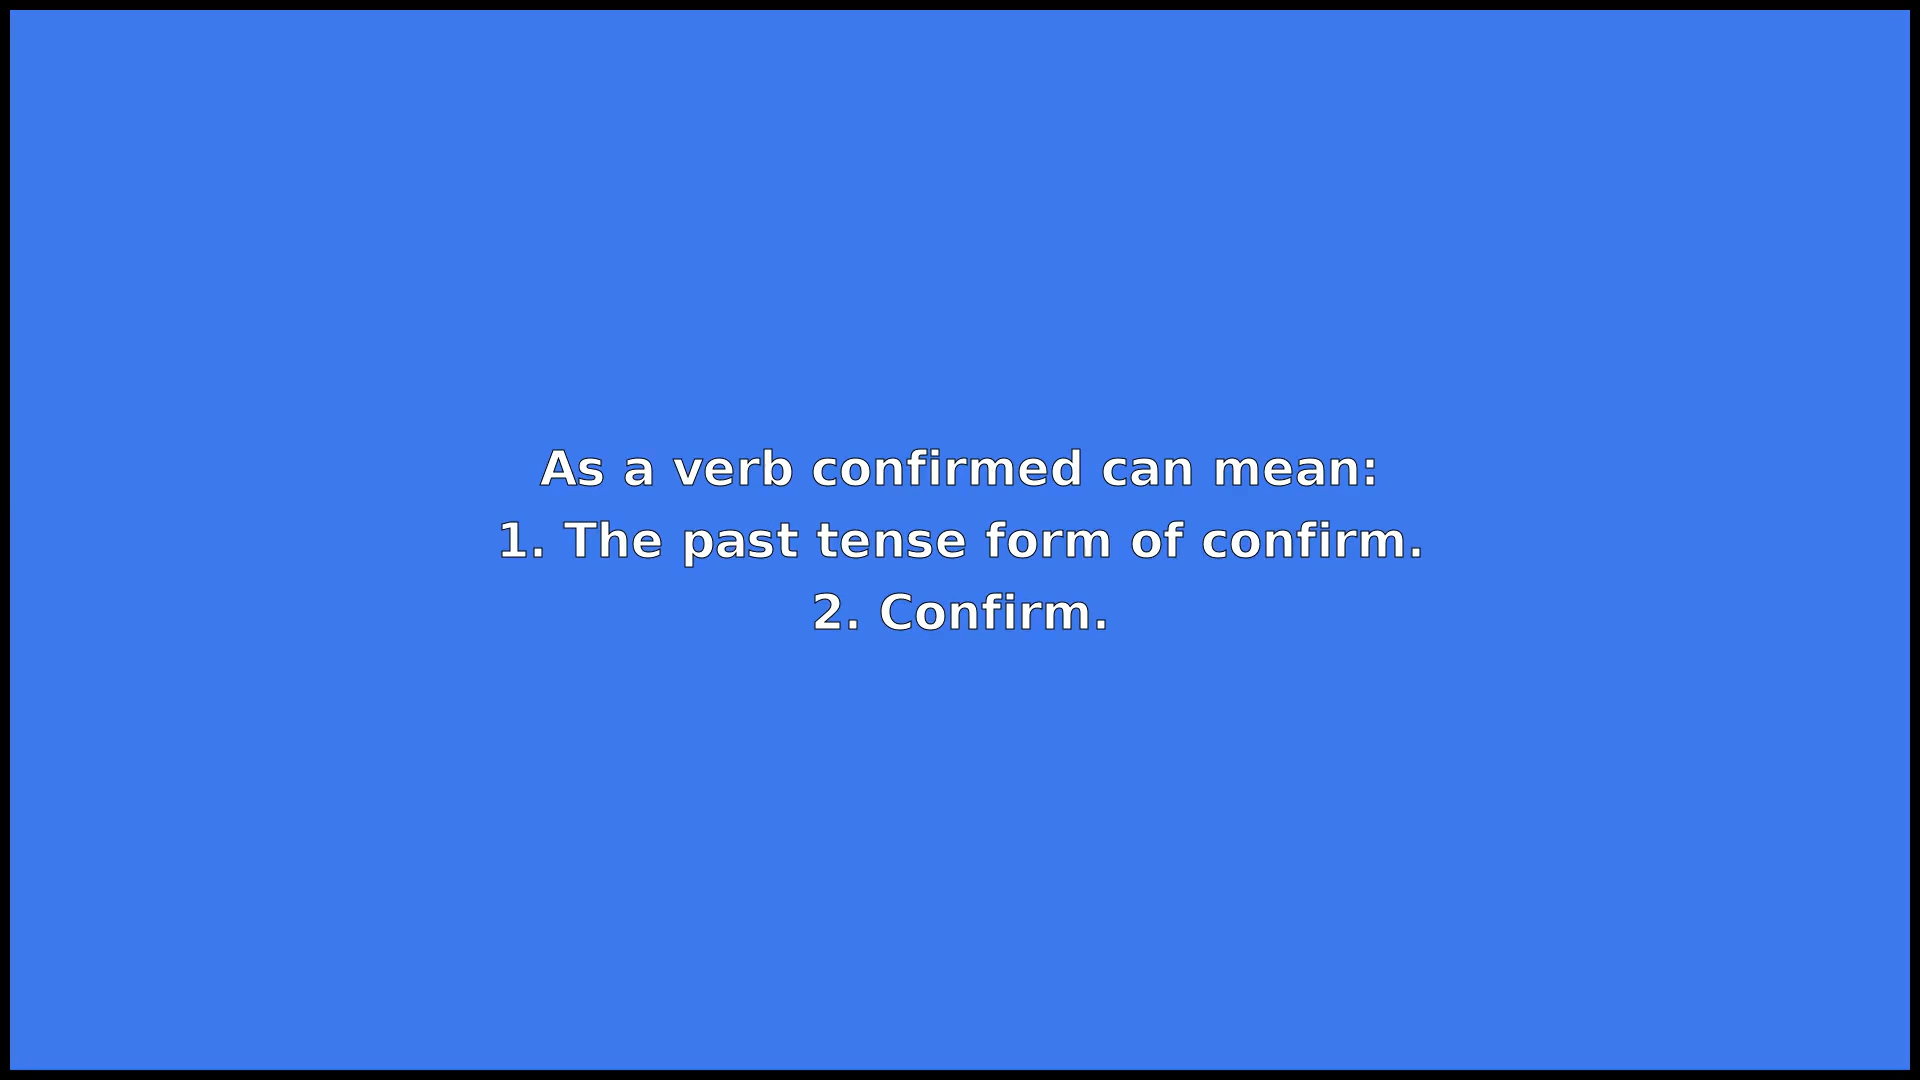 As a verb confirmed can mean:
1. The past tense form of confirm.
2. Confirm.